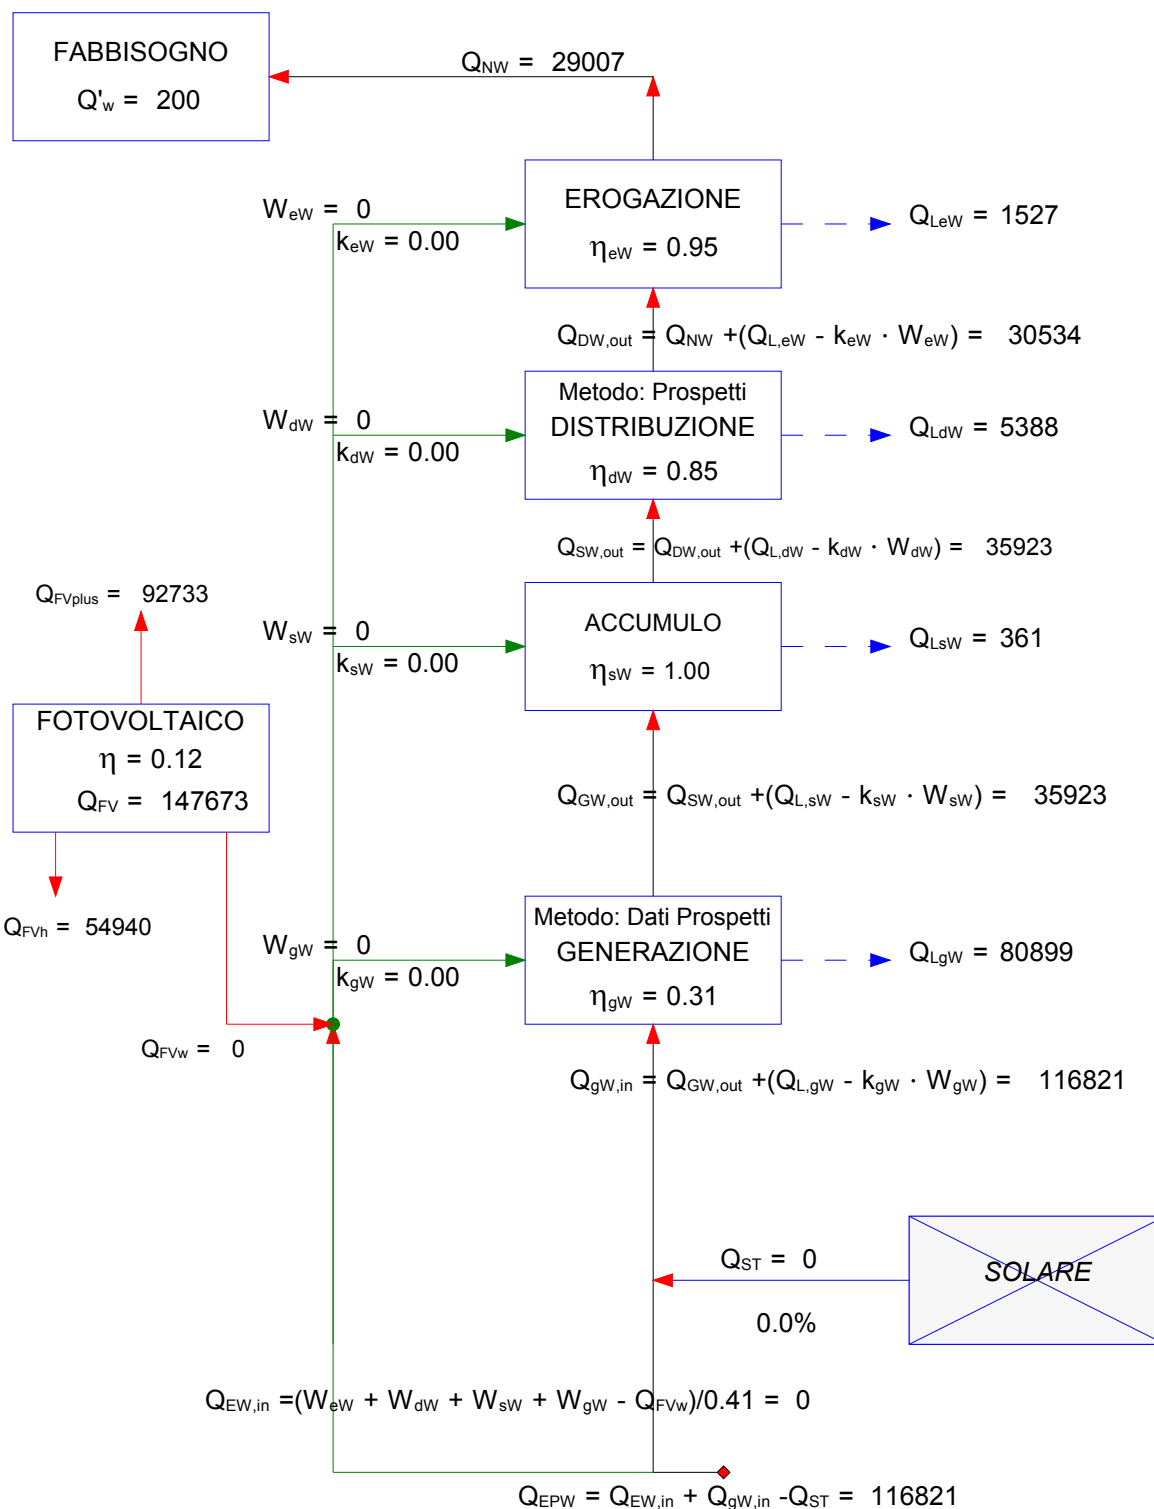 FABBISOGNO
Q'w = 200
QNW = 29007
EROGAZIONE
ηeW = 0.95
WeW = 0
keW = 0.00
QLeW = 1527
QDW,out = QNW +(QL,eW - keW · WeW) = 30534
Metodo: Prospetti
DISTRIBUZIONE
ηdW = 0.85
WdW = 0
kdW = 0.00
QLdW = 5388
QSW,out = QDW,out +(QL,dW - kdW · WdW) = 35923
QFVplus = 92733
ACCUMULO
ηsW = 1.00
WsW = 0
ksW = 0.00
QLsW = 361
FOTOVOLTAICO
η = 0.12
QFV = 147673
QGW,out = QSW,out +(QL,sW - ksW · WsW) = 35923
QFVh = 54940
Metodo: Dati Prospetti
GENERAZIONE
ηgW = 0.31
WgW = 0
kgW = 0.00
QLgW = 80899
QFVw = 0
QgW,in = QGW,out +(QL,gW - kgW · WgW) = 116821
QST = 0
0.0%
SOLARE
QEW,in =(WeW + WdW + WsW + WgW - QFVw)/0.41 = 0
QEPW = QEW,in + QgW,in -QST = 116821